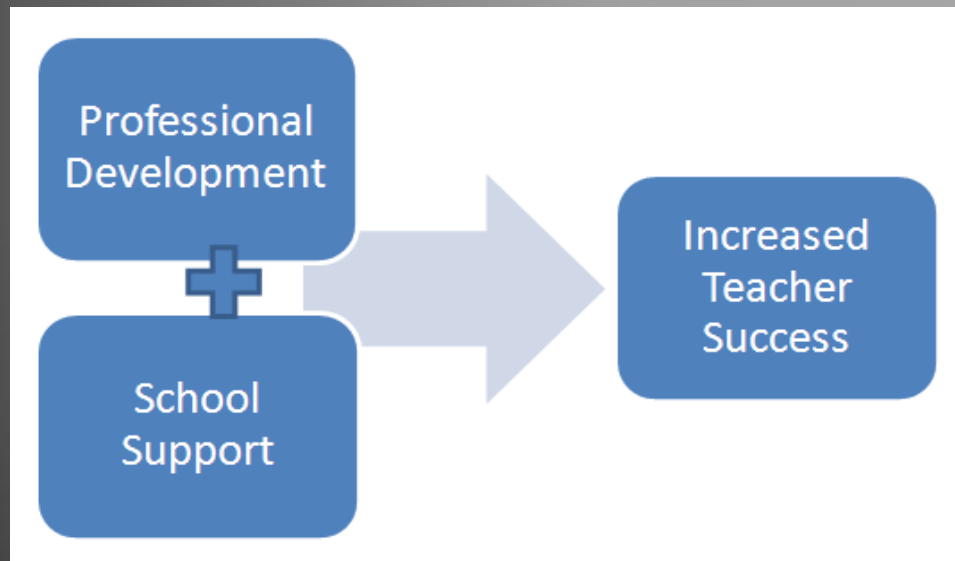 Professional
Development
School
Support
Increased
Teacher
Success